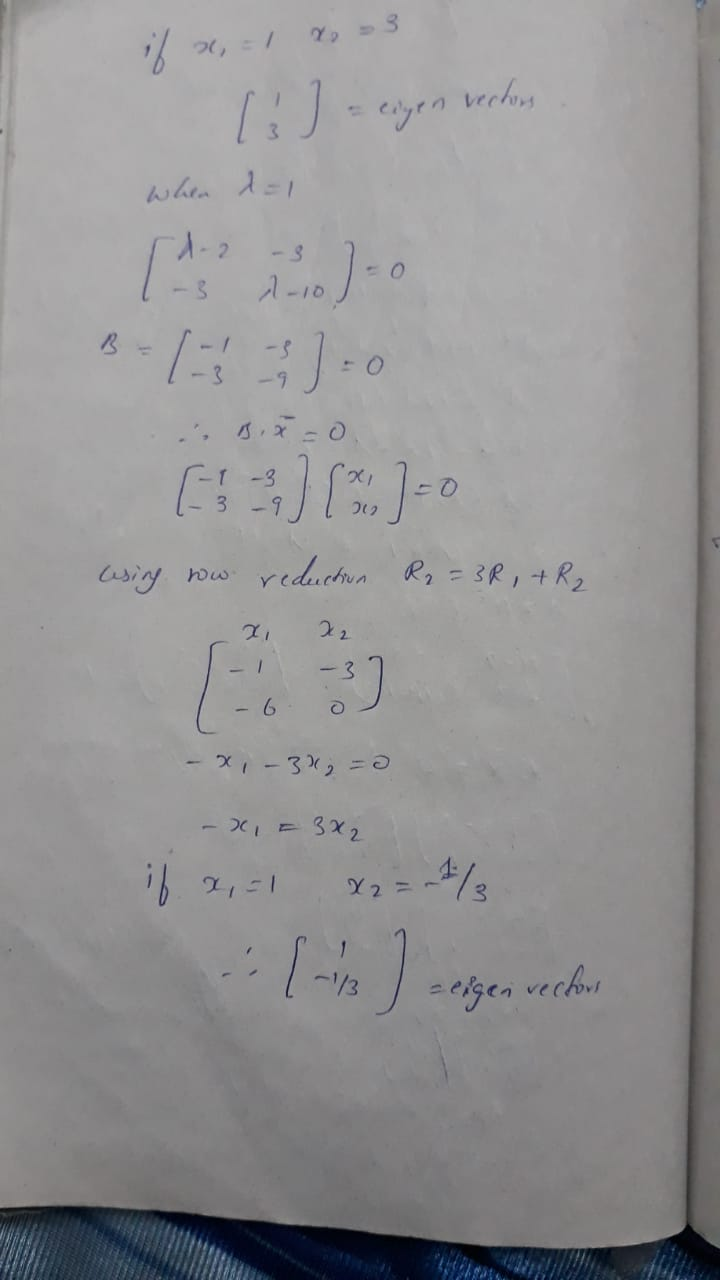 if x₁ = 1 x₂ = 3
[1 3] = eigen vectors
when λ = 1
[λ-2 -3
-3 λ-10] = 0
B = [-1 -3
-3 -9] = 0
∴ B.x̄ = 0
[-1 -3
-3 -9] [x₁ x₂] = 0
using row reduction R₂ = 3R₁ + R₂
x₁ x₂
[-1 -3
-6 0]
- x₁ - 3x₂ = 0
- x₁ = 3x₂
if x₁ = 1 x₂ = -1/3
∴ [1 -1/3] = eigen vectors